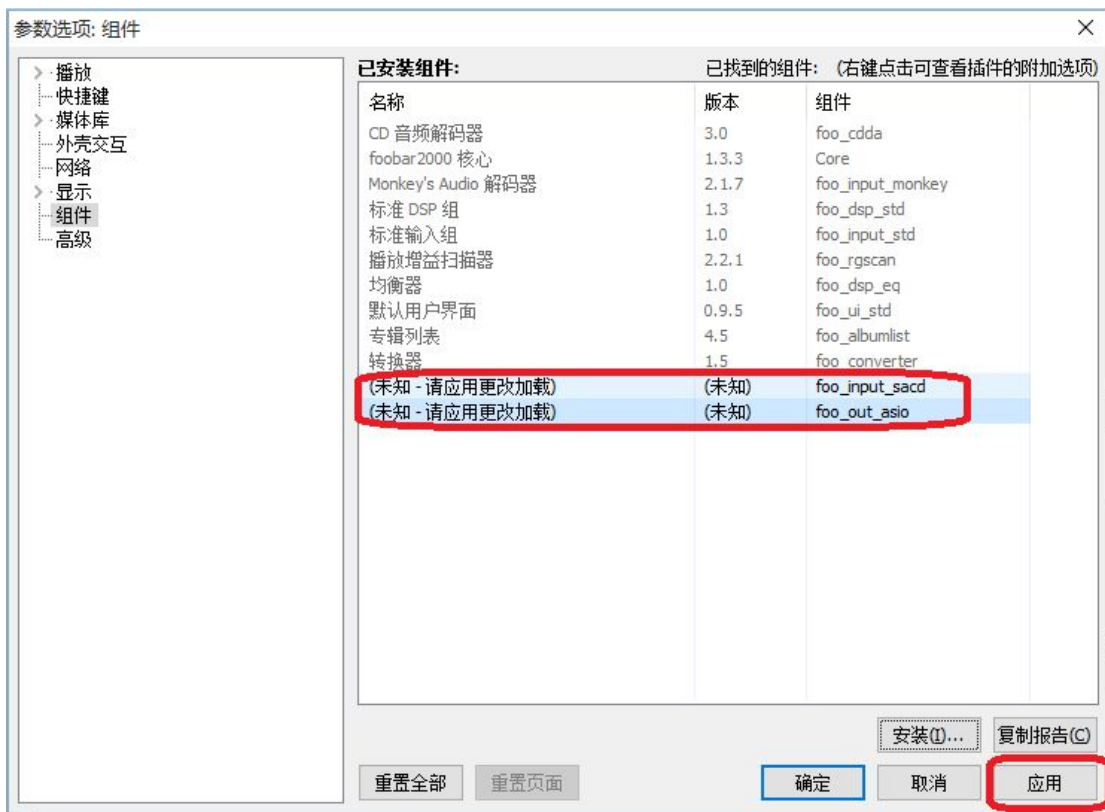 参数选项: 组件
播放
快捷键
媒体库
外壳交互
网络
显示
组件
高级
已安装组件: 已找到的组件: (右键点击可查看插件的附加选项)
名称 版本 组件
CD 音频解码器 3.0 foo_cdda
foobar2000 核心 1.3.3 Core
Monkey's Audio 解码器 2.1.7 foo_input_monkey
标准 DSP 组 1.3 foo_dsp_std
标准输入组 1.0 foo_input_std
播放增益扫描器 2.2.1 foo_rgscan
均衡器 1.0 foo_dsp_eq
默认用户界面 0.9.5 foo_ui_std
专辑列表 4.5 foo_albumlist
转换器 1.5 foo_converter
(未知 - 请应用更改加载) (未知) foo_input_sacd
(未知 - 请应用更改加载) (未知) foo_out_asio
安装(I)... 复制报告(C)
重置全部 重置页面 确定 取消 应用